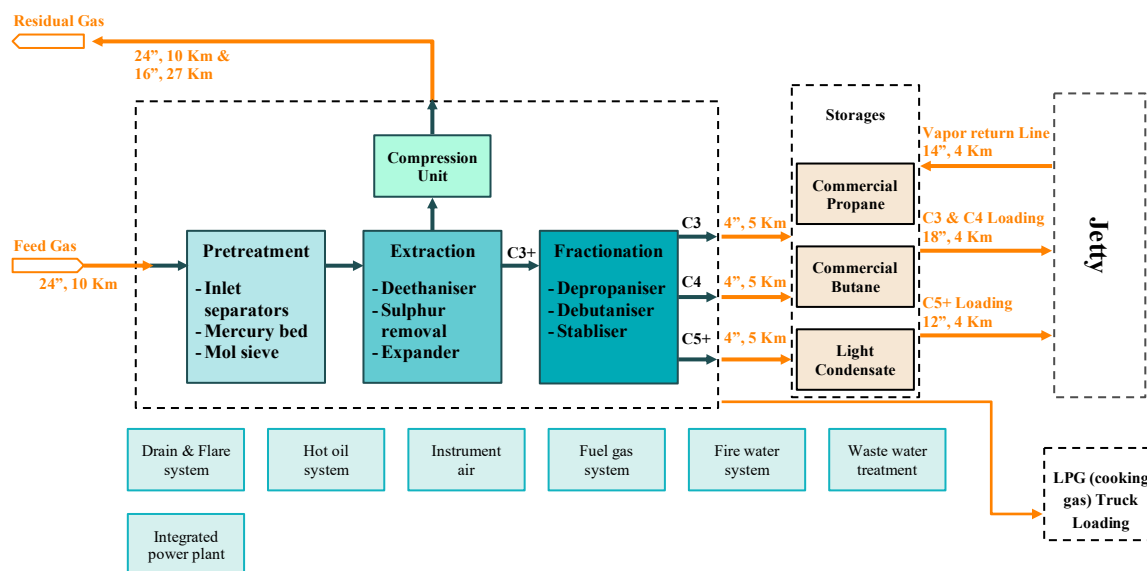 Residual Gas
24”, 10 Km &
16”, 27 Km
Feed Gas
24”, 10 Km
Pretreatment
- Inlet
separators
- Mercury bed
- Mol sieve
Compression
Unit
Extraction
- Deethaniser
- Sulphur
removal
- Expander
C3+
Fractionation
- Depropaniser
- Debutaniser
- Stabliser
C3
4”, 5 Km
C4
4”, 5 Km
C5+
4”, 5 Km
Storages
Commercial
Propane
Commercial
Butane
Light
Condensate
Vapor return Line
14”, 4 Km
C3 & C4 Loading
18”, 4 Km
C5+ Loading
12”, 4 Km
Jetty
LPG (cooking
gas) Truck
Loading
Drain & Flare
system
Hot oil
system
Instrument
air
Fuel gas
system
Fire water
system
Waste water
treatment
Integrated
power plant